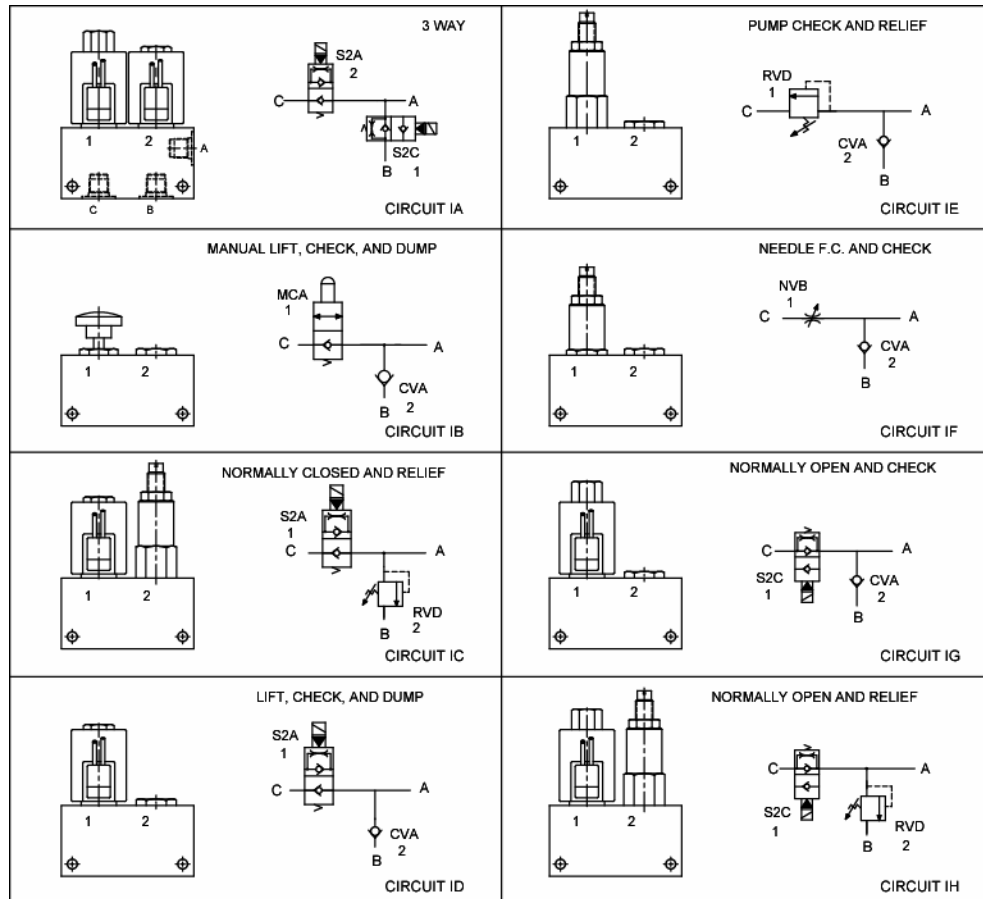 3 WAY
S2A
2
C
A
1 2
A
S2C
B 1
C B
CIRCUIT IA
PUMP CHECK AND RELIEF
RVD
1
C
A
1 2
CVA
2
B
CIRCUIT IE
MANUAL LIFT, CHECK, AND DUMP
MCA
1
C
A
1 2
CVA
B 2
CIRCUIT IB
NEEDLE F.C. AND CHECK
NVB
1
C
A
1 2
CVA
2
B
CIRCUIT IF
NORMALLY CLOSED AND RELIEF
S2A
1
C
A
1 2
RVD
B 2
CIRCUIT IC
NORMALLY OPEN AND CHECK
C
A
1 2
S2C
1
CVA
2
B
CIRCUIT IG
LIFT, CHECK, AND DUMP
S2A
1
C
A
1 2
CVA
2
B
CIRCUIT ID
NORMALLY OPEN AND RELIEF
C
A
1 2
S2C
1
RVD
2
B
CIRCUIT IH